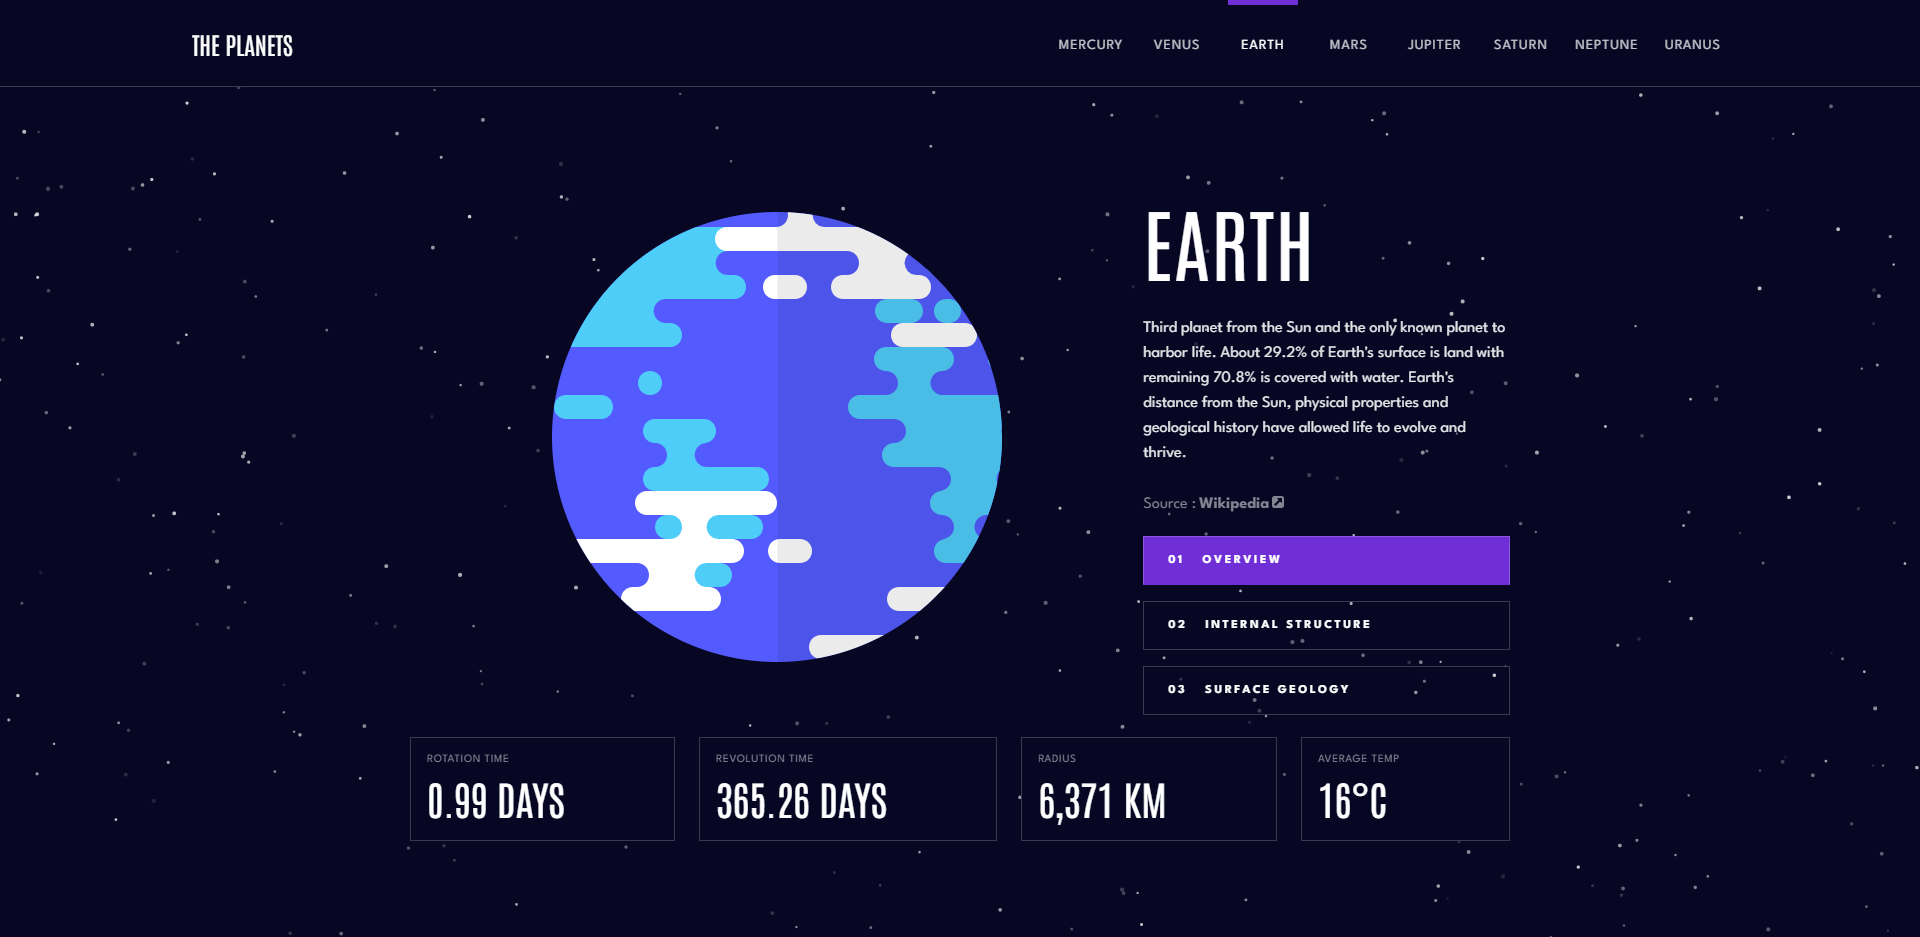 THE PLANETS
MERCURY VENUS EARTH MARS JUPITER SATURN NEPTUNE URANUS
EARTH
Third planet from the Sun and the only known planet to
harbor life. About 29.2% of Earth's surface is land with
remaining 70.8% is covered with water. Earth's
distance from the Sun, physical properties and
geological history have allowed life to evolve and
thrive.
Source : Wikipedia
01 OVERVIEW
02 INTERNAL STRUCTURE
03 SURFACE GEOLOGY
ROTATION TIME
0.99 DAYS
REVOLUTION TIME
365.26 DAYS
RADIUS
6,371 KM
AVERAGE TEMP
16°C